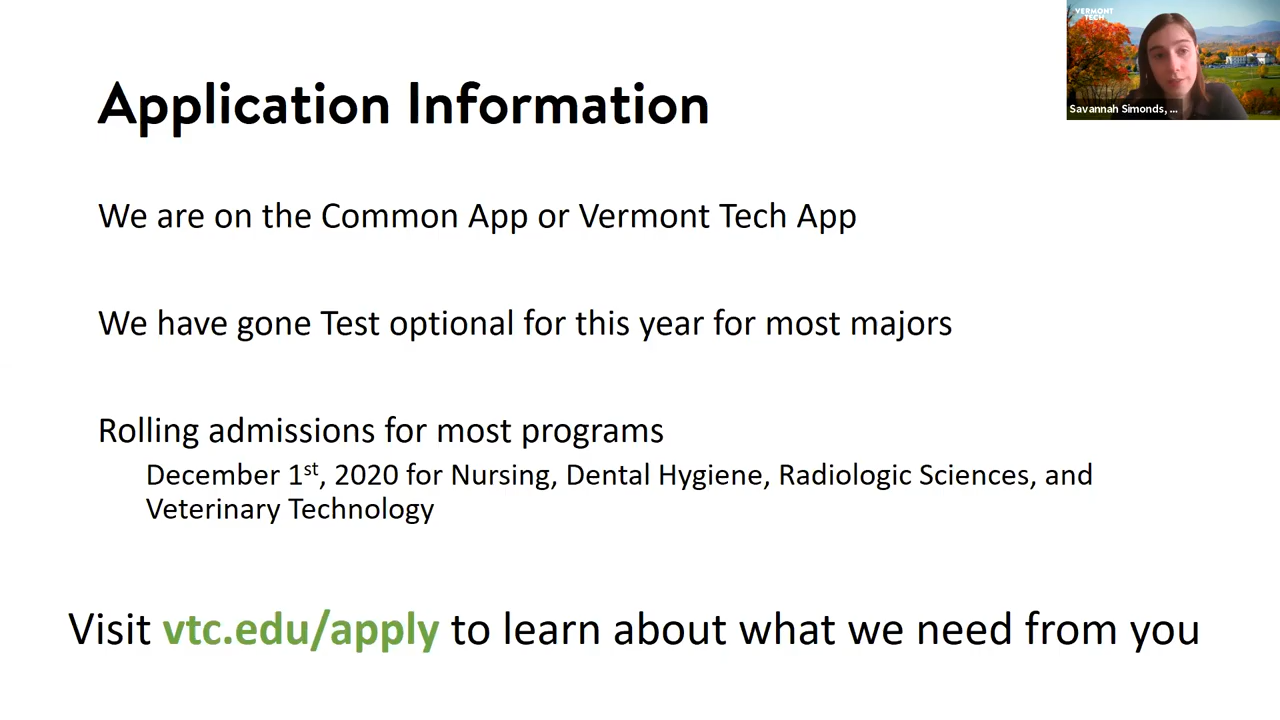 VERMONT
TECH
Savannah Simonds, ...
Application Information
We are on the Common App or Vermont Tech App
We have gone Test optional for this year for most majors
Rolling admissions for most programs
December 1st, 2020 for Nursing, Dental Hygiene, Radiologic Sciences, and
Veterinary Technology
Visit vtc.edu/apply to learn about what we need from you